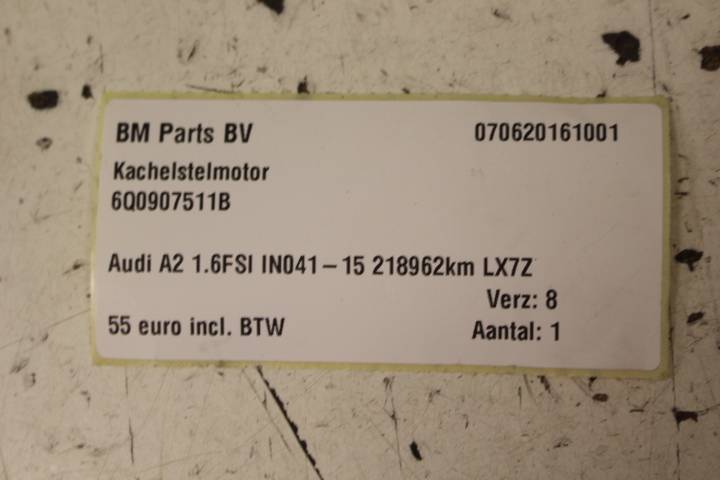 BM Parts BV 070620161001
Kachelstelmotor
6Q0907511B
Audi A2 1.6FSI IN041-15 218962km LX7Z
Verz: 8
55 euro incl. BTW Aantal: 1